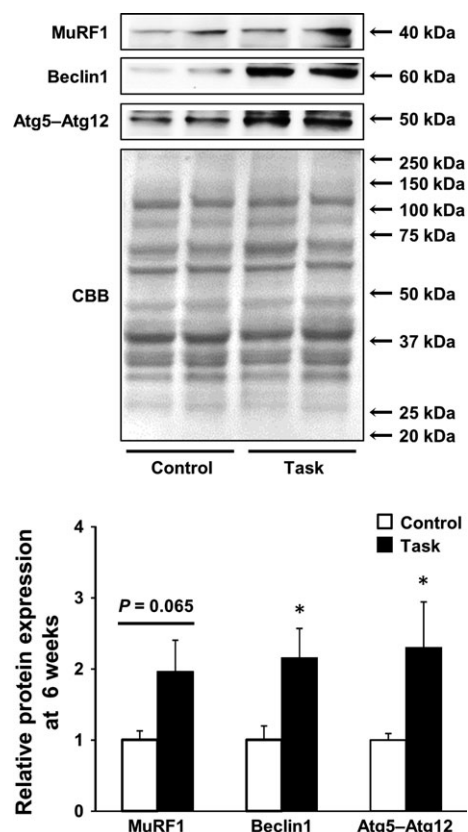 MuRF1
← 40 kDa
Beclin1
← 60 kDa
Atg5–Atg12
← 50 kDa
← 250 kDa
← 150 kDa
← 100 kDa
← 75 kDa
CBB
← 50 kDa
← 37 kDa
← 25 kDa
← 20 kDa
Control Task
Relative protein expression
at 6 weeks
4
3
2
1
0
Control
Task
P = 0.065
*
*
MuRF1 Beclin1 Atg5–Atg12